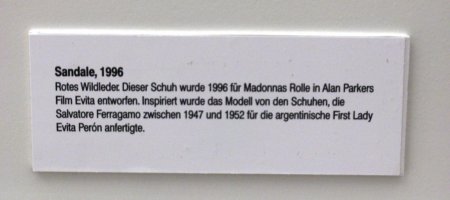 Sandale, 1996
Rotes Wildleder. Dieser Schuh wurde 1996 für Madonnas Rolle in Alan Parkers
Film Evita entworfen. Inspiriert wurde das Modell von den Schuhen, die
Salvatore Ferragamo zwischen 1947 und 1952 für die argentinische First Lady
Evita Perón anfertigte.